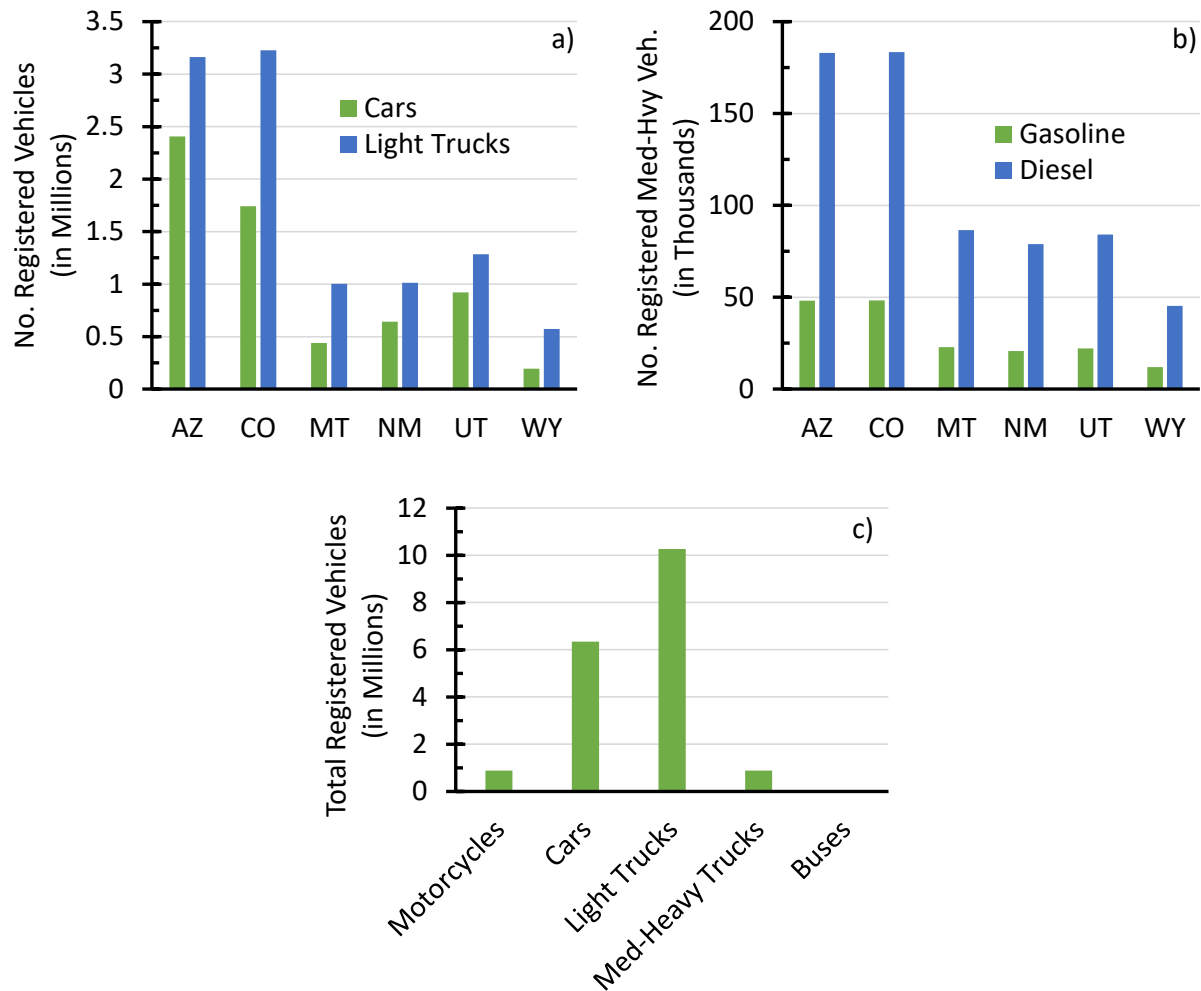 a)
No. Registered Vehicles
(in Millions)
3.5
3
2.5
2
1.5
1
0.5
0
Cars
Light Trucks
AZ CO MT NM UT WY
b)
No. Registered Med-Hvy Veh.
(in Thousands)
200
150
100
50
0
Gasoline
Diesel
AZ CO MT NM UT WY
c)
Total Registered Vehicles
(in Millions)
12
10
8
6
4
2
0
Motorcycles
Cars
Light Trucks
Med-Heavy Trucks
Buses